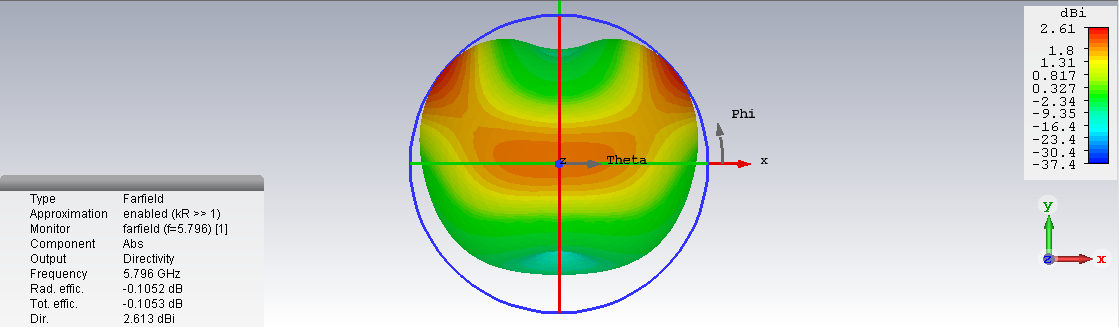 dBi
2.61
1.8
1.31
0.817
0.327
-2.34
-9.35
-16.4
-23.4
-30.4
-37.4
Phi
z
Theta
x
Type Farfield
Approximation enabled (kR >> 1)
Monitor farfield (f=5.796) [1]
Component Abs
Output Directivity
Frequency 5.796 GHz
Rad. effic. -0.1052 dB
Tot. effic. -0.1053 dB
Dir. 2.613 dBi
y
z
x